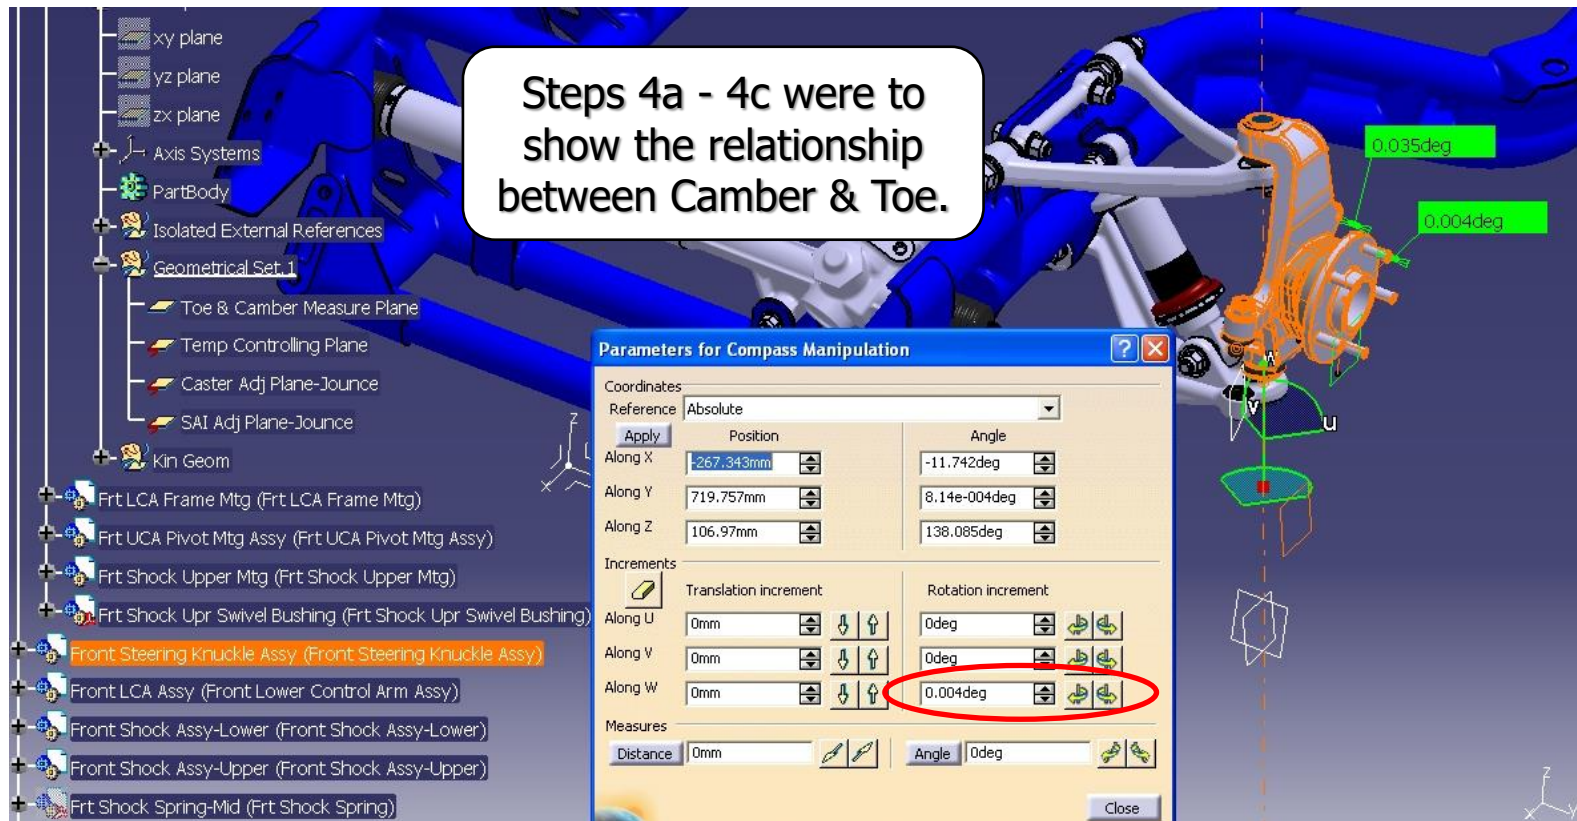 xy plane
yz plane
zx plane
Axis Systems
PartBody
Isolated External References
Geometrical Set.1
Toe & Camber Measure Plane
Temp Controlling Plane
Caster Adj Plane-Jounce
SAI Adj Plane-Jounce
Kin Geom
Frt LCA Frame Mtg (Frt LCA Frame Mtg)
Frt UCA Pivot Mtg Assy (Frt UCA Pivot Mtg Assy)
Frt Shock Upper Mtg (Frt Shock Upper Mtg)
Frt Shock Upr Swivel Bushing (Frt Shock Upr Swivel Bushing)
Front Steering Knuckle Assy (Front Steering Knuckle Assy)
Front LCA Assy (Front Lower Control Arm Assy)
Front Shock Assy-Lower (Front Shock Assy-Lower)
Front Shock Assy-Upper (Front Shock Assy-Upper)
Frt Shock Spring-Mid (Frt Shock Spring)
Steps 4a - 4c were to
show the relationship
between Camber & Toe.
0.035deg
0.004deg
w
v
u
z
x
Parameters for Compass Manipulation
?
Coordinates
Reference Absolute
Apply Position Angle
Along X -267.343mm -11.742deg
Along Y 719.757mm 8.14e-004deg
Along Z 106.97mm 138.085deg
Increments
Translation increment Rotation increment
Along U 0mm 0deg
Along V 0mm 0deg
Along W 0mm 0.004deg
Measures
Distance 0mm Angle 0deg
Close
z
x y